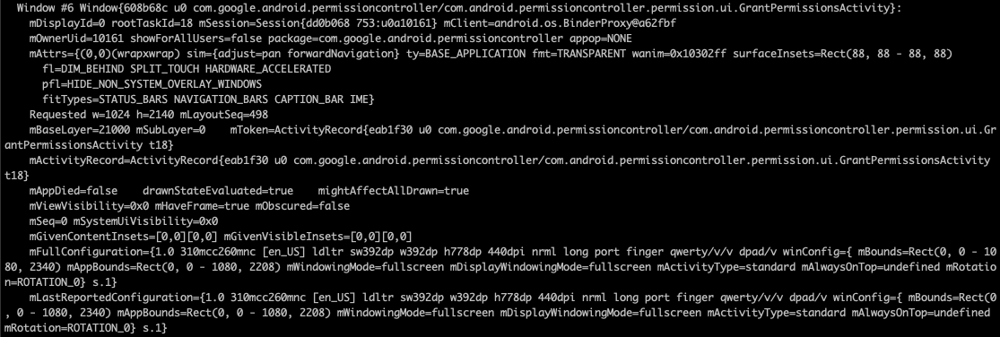 Window #6 Window{608b68c u0 com.google.android.permissioncontroller/com.android.permissioncontroller.permission.ui.GrantPermissionsActivity}:
mDisplayId=0 rootTaskId=18 mSession=Session{dd0b068 753:u0a10161} mClient=android.os.BinderProxy@a6Zfbf
mOwnerUid=10161 showForAllUsers=false package=com.google.android.permissioncontroller appop=NONE
mAttrs={(0,0)(wrapxwrap) sim={adjust=pan forwardNavigation} ty=BASE_APPLICATION fmt=TRANSPARENT wanim=0x10302ff surfaceInsets=Rect(88, 88 - 88, 88)
fl=DIM_BEHIND SPLIT_TOUCH HARDWARE_ACCELERATED
pfl=HIDE_NON_SYSTEM_OVERLAY_WINDOWS
fitTypes=STATUS_BARS NAVIGATION_BARS CAPTION_BAR IME}
Requested w=1024 h=2140 mLayoutSeq=498
mBaseLayer=21000 mSubLayer=0    mToken=ActivityRecord{eab1f30 u0 com.google.android.permissioncontroller/com.android.permissioncontroller.permission.ui.Gr
antPermissionsActivity t18}
mActivityRecord=ActivityRecord{eab1f30 u0 com.google.android.permissioncontroller/com.android.permissioncontroller.permission.ui.GrantPermissionsActivity
t18}
mAppDied=false    drawnStateEvaluated=true    mightAffectAllDrawn=true
mViewVisibility=0x0 mHaveFrame=true mObscured=false
mSeq=0 mSystemUiVisibility=0x0
mGivenContentInsets=[0,0][0,0] mGivenVisibleInsets=[0,0][0,0]
mFullConfiguration={1.0 310mcc260mnc [en_US] ldltr sw392dp w392dp h778dp 440dpi nrml long port finger qwerty/v/v dpad/v winConfig={ mBounds=Rect(0, 0 - 10
80, 2340) mAppBounds=Rect(0, 0 - 1080, 2208) mWindowingMode=fullscreen mDisplayWindowingMode=fullscreen mActivityType=standard mAlwaysOnTop=undefined mRotatio
n=ROTATION_0} s.1}
mLastReportedConfiguration={1.0 310mcc260mnc [en_US] ldltr sw392dp w392dp h778dp 440dpi nrml long port finger qwerty/v/v dpad/v winConfig={ mBounds=Rect(0
, 0 - 1080, 2340) mAppBounds=Rect(0, 0 - 1080, 2208) mWindowingMode=fullscreen mDisplayWindowingMode=fullscreen mActivityType=standard mAlwaysOnTop=undefined
mRotation=ROTATION_0} s.1}